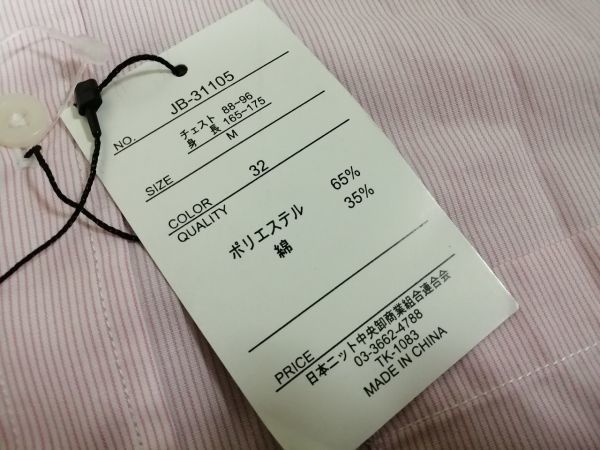 NO. JB-31105
チェスト 88~96
身 長 165~175
SIZE M
COLOR 32
QUALITY
ポリエステル 65%
綿 35%
PRICE
日本ニット中央卸商業組合連合会
03-3662-4788
TK-1083
MADE IN CHINA